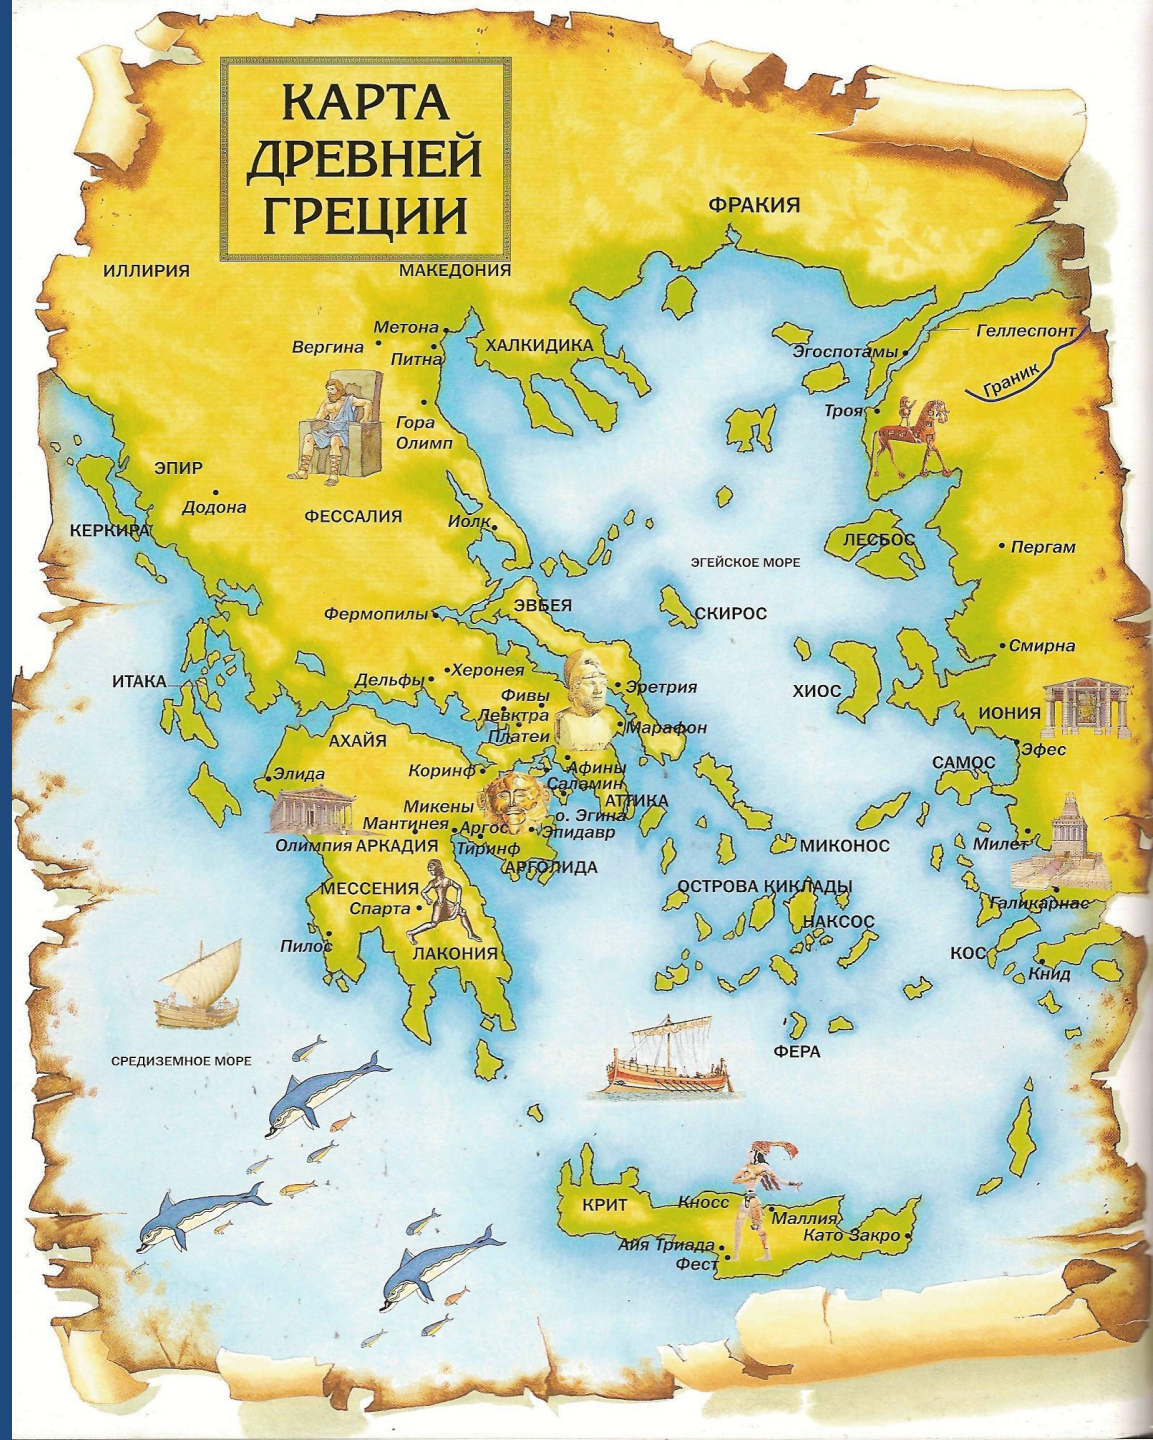 КАРТА
ДРЕВНЕЙ
ГРЕЦИИ
ФРАКИЯ
ИЛЛИРИЯ
МАКЕДОНИЯ
Метона
Вергина
Питна
ХАЛКИДИКА
Геллеспонт
Эгоспотамы
Граник
Троя
Гора
Олимп
ЭПИР
Додона
ФЕССАЛИЯ
КЕРКИРА
Иолк
ЛЕСБОС
Пергам
ЭГЕЙСКОЕ МОРЕ
ЭВБЕЯ
СКИРОС
Фермопилы
Смирна
Херонея
Дельфы
ИТАКА
Эретрия
Фивы
ХИОС
Левктра
Платеи
Марафон
ИОНИЯ
Эфес
АХАЙЯ
САМОС
Элида
Коринф
Афины
Саламин
АТТИКА
Микены
о. Эгина
Мантинея
Аргос
Эпидавр
Олимпия
АРКАДИЯ
Тиринф
МИКОНОС
Милет
АРГОЛИДА
МЕССЕНИЯ
ОСТРОВА КИКЛАДЫ
Спарта
Галикарнас
НАКСОС
Пилос
ЛАКОНИЯ
КОС
Книд
СРЕДИЗЕМНОЕ МОРЕ
ФЕРА
КРИТ
Кносс
Маллия
Като Закро
Айя Триада
Фест